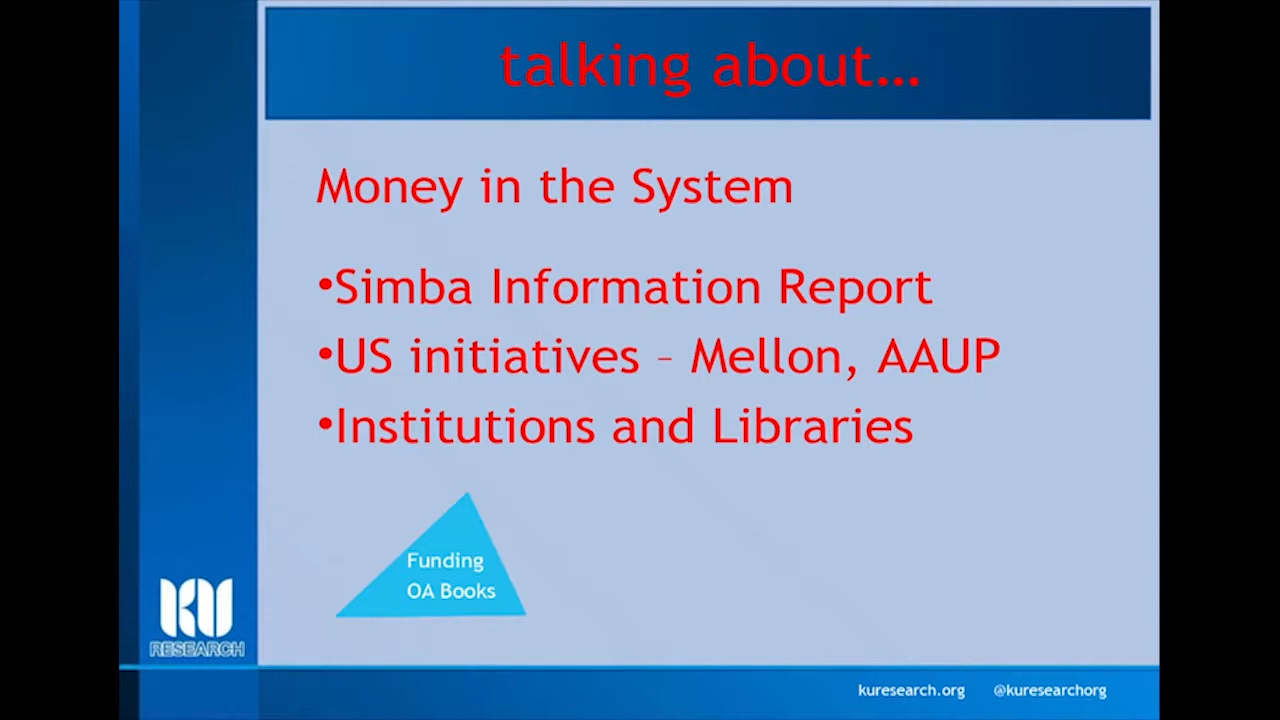 talking about…
Money in the System
•Simba Information Report
•US initiatives – Mellon, AAUP
•Institutions and Libraries
Funding
OA Books
KU
RESEARCH
kuresearch.org @kuresearchorg